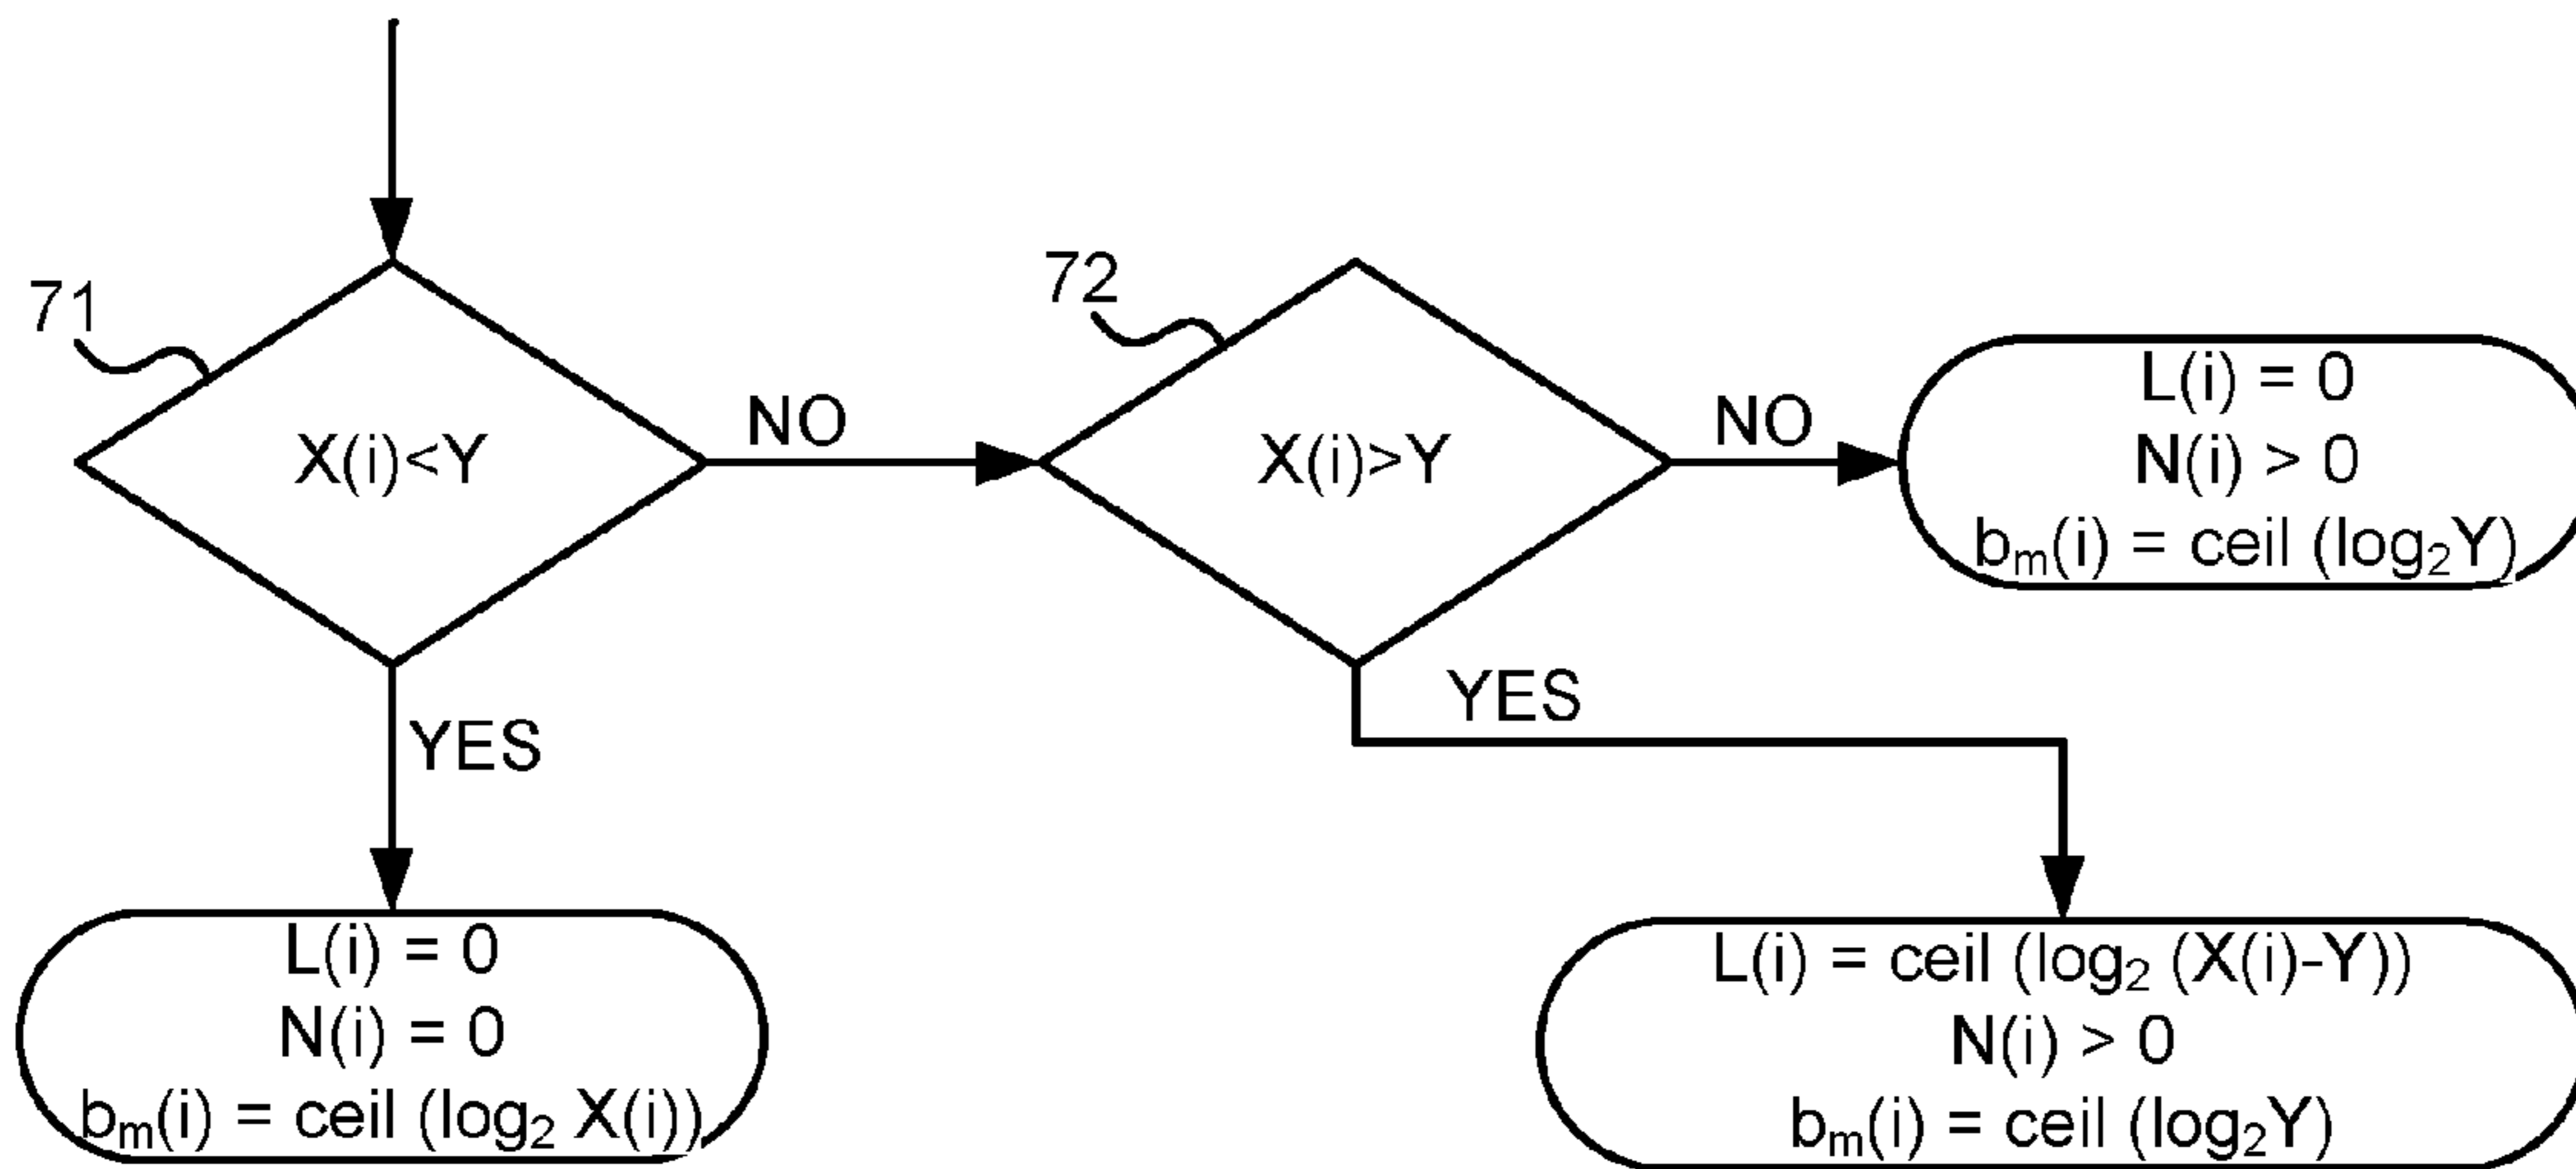 71
X(i)<Y
YES
NO
72
X(i)>Y
NO
YES
L(i) = 0
N(i) > 0
bₘ(i) = ceil (log₂Y)
L(i) = 0
N(i) = 0
bₘ(i) = ceil (log₂ X(i))
L(i) = ceil (log₂ (X(i)-Y))
N(i) > 0
bₘ(i) = ceil (log₂Y)